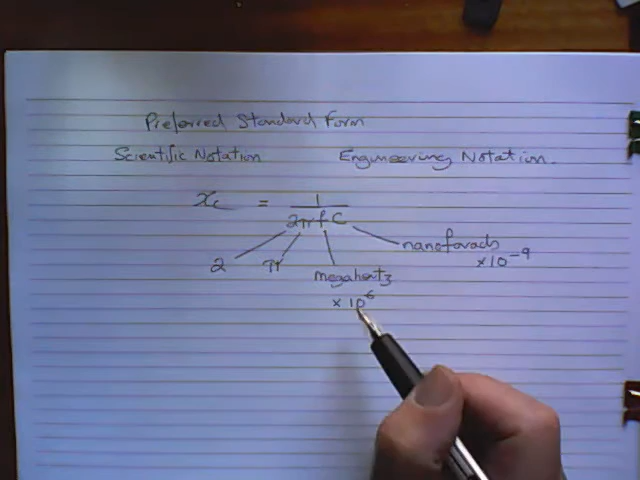 Preferred Standard Form
Scientific Notation Engineering Notation.
Xc = 1 / 2πfC
2 π megahertz nanofarads
× 10⁶ × 10⁻⁹